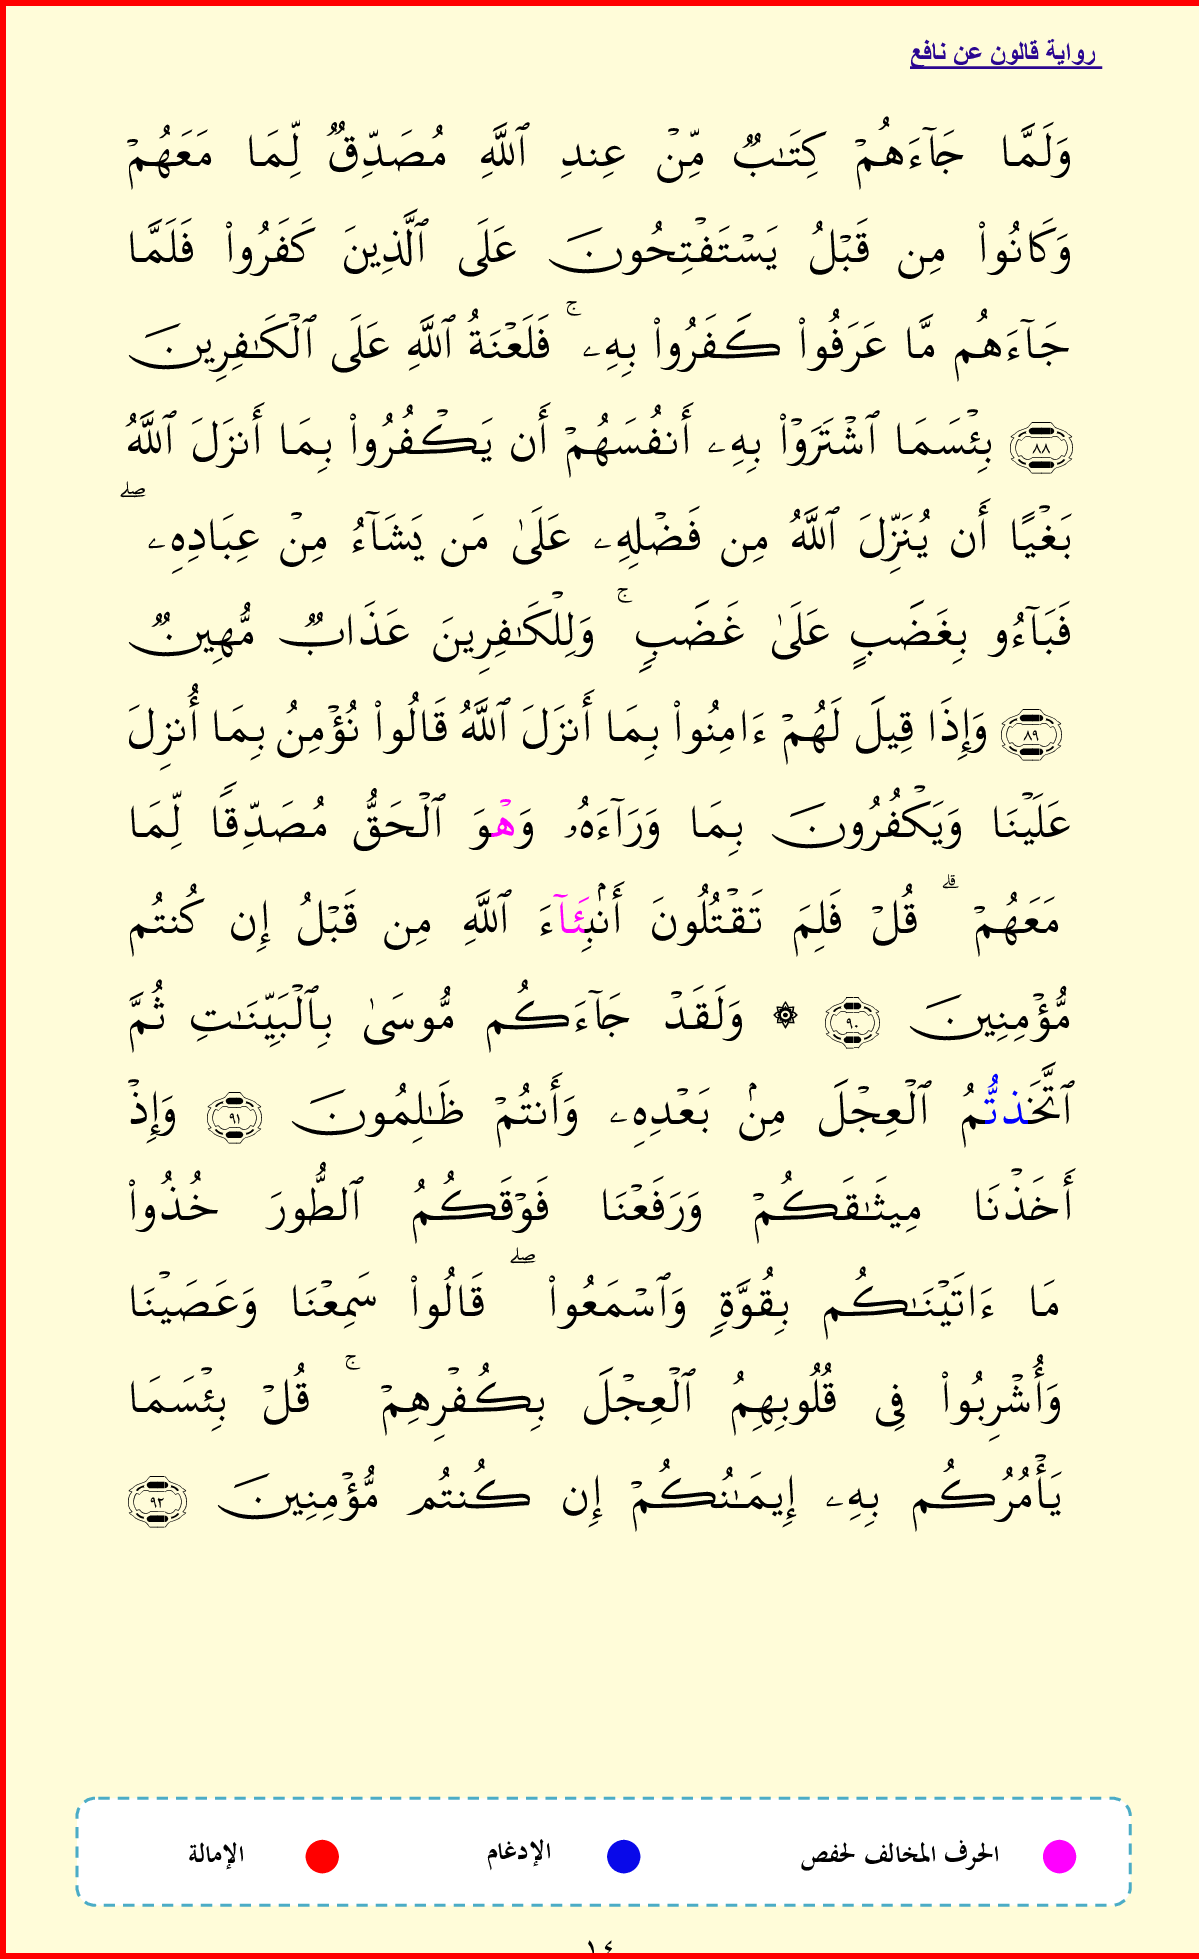 رواية قالون عن نافع
وَلَمَّا جَآءَهُمْ كِتَٰبٌ مِّنْ عِندِ ٱللَّهِ مُصَدِّقٌ لِّمَا مَعَهُمْ
وَكَانُوا۟ مِن قَبْلُ يَسْتَفْتِحُونَ عَلَى ٱلَّذِينَ كَفَرُوا۟ فَلَمَّا
جَآءَهُم مَّا عَرَفُوا۟ كَفَرُوا۟ بِهِۦ ۚ فَلَعْنَةُ ٱللَّهِ عَلَى ٱلْكَٰفِرِينَ
٨٨ بِئْسَمَا ٱشْتَرَوْا۟ بِهِۦ أَنفُسَهُمْ أَن يَكْفُرُوا۟ بِمَا أَنزَلَ ٱللَّهُ
بَغْيًا أَن يُنَزِّلَ ٱللَّهُ مِن فَضْلِهِۦ عَلَىٰ مَن يَشَآءُ مِنْ عِبَادِهِۦ ۖ
فَبَآءُو بِغَضَبٍ عَلَىٰ غَضَبٍ ۚ وَلِلْكَٰفِرِينَ عَذَابٌ مُّهِينٌ
٨٩ وَإِذَا قِيلَ لَهُمْ ءَامِنُوا۟ بِمَا أَنزَلَ ٱللَّهُ قَالُوا۟ نُؤْمِنُ بِمَا أُنزِلَ
عَلَيْنَا وَيَكْفُرُونَ بِمَا وَرَآءَهُۥ وَهْوَ ٱلْحَقُّ مُصَدِّقًا لِّمَا
مَعَهُمْ ۗ قُلْ فَلِمَ تَقْتُلُونَ أَنۢبِئَآءَ ٱللَّهِ مِن قَبْلُ إِن كُنتُم
مُّؤْمِنِينَ ٩٠ ۞ وَلَقَدْ جَآءَكُم مُّوسَىٰ بِٱلْبَيِّنَٰتِ ثُمَّ
ٱتَّخَذتُّمُ ٱلْعِجْلَ مِنۢ بَعْدِهِۦ وَأَنتُمْ ظَٰلِمُونَ ٩١ وَإِذْ
أَخَذْنَا مِيثَٰقَكُمْ وَرَفَعْنَا فَوْقَكُمُ ٱلطُّورَ خُذُوا۟
مَا ءَاتَيْنَٰكُم بِقُوَّةٍ وَٱسْمَعُوا۟ ۖ قَالُوا۟ سَمِعْنَا وَعَصَيْنَا
وَأُشْرِبُوا۟ فِى قُلُوبِهِمُ ٱلْعِجْلَ بِكُفْرِهِمْ ۚ قُلْ بِئْسَمَا
يَأْمُرُكُم بِهِۦ إِيمَٰنُكُمْ إِن كُنتُم مُّؤْمِنِينَ ٩٢
الحرف المخالف لحفص الإدغام الإمالة
١٤